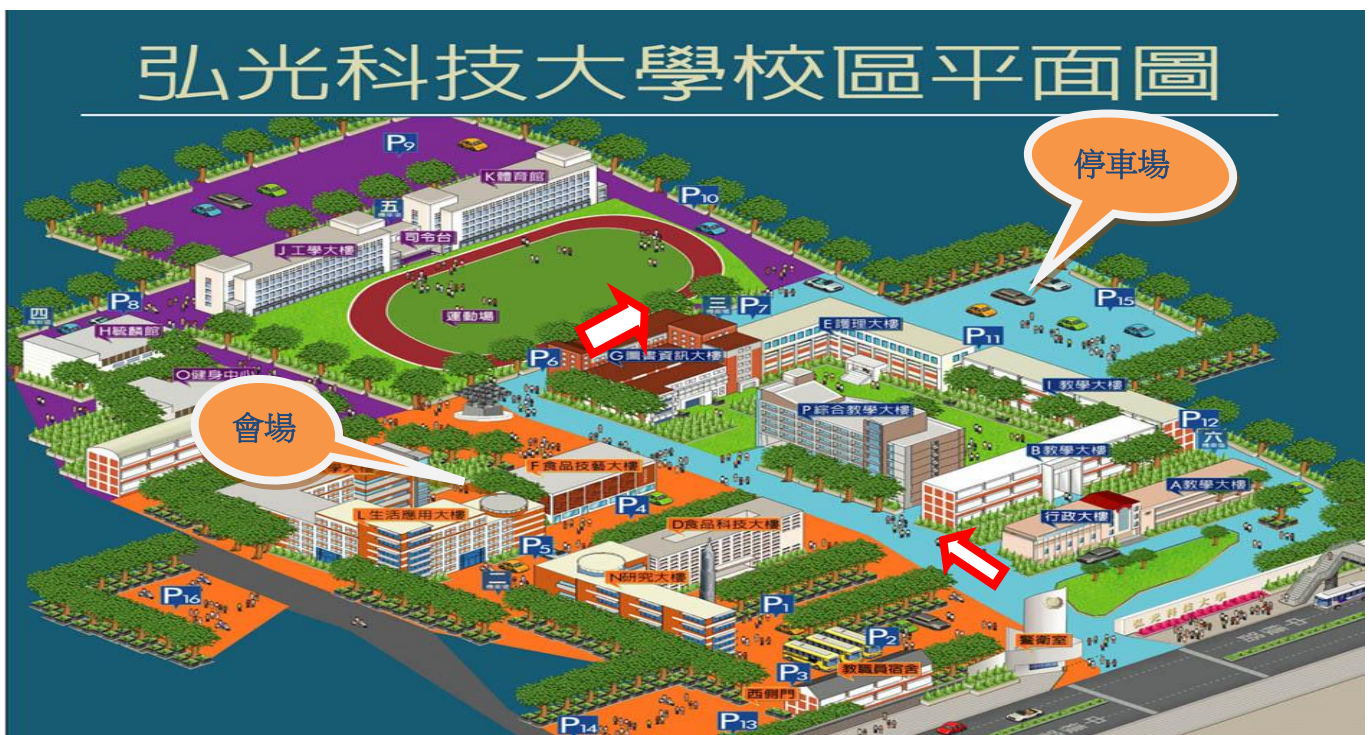 弘光科技大學校區平面圖
停車場
P9
K體育館
P10
五
機車道
司令台
J工學大樓
P15
四
P8
三
P7
運動場
E護理大樓
H毓麟館
P11
P6
G圖書資訊大樓
O健身中心
I教學大樓
P綜合教學大樓
P12
六
會場
B教學大樓
學大樓
F食品技藝大樓
A教學大樓
P4
L生活應用大樓
D食品科技大樓
行政大樓
P5
二
N研究大樓
P16
P1
弘光科技大學
P2
警衛室
P3
教職員宿舍
西側門
P14
P13